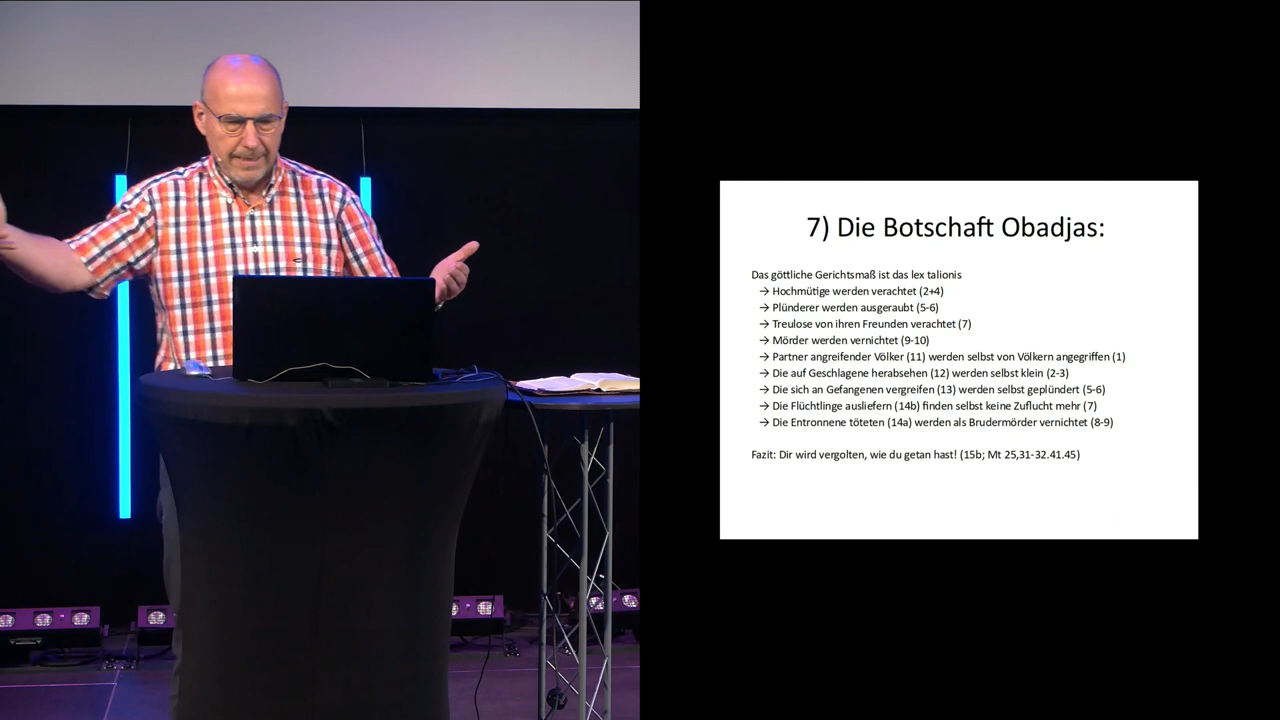 7) Die Botschaft Obadjas:
Das göttliche Gerichtsmaß ist das lex talionis
→ Hochmütige werden verachtet (2+4)
→ Plünderer werden ausgeraubt (5-6)
→ Treulose von ihren Freunden verachtet (7)
→ Mörder werden vernichtet (9-10)
→ Partner angreifender Völker (11) werden selbst von Völkern angegriffen (1)
→ Die auf Geschlagene herabsehen (12) werden selbst klein (2-3)
→ Die sich an Gefangenen vergreifen (13) werden selbst geplündert (5-6)
→ Die Flüchtlinge ausliefern (14b) finden selbst keine Zuflucht mehr (7)
→ Die Entronnene töteten (14a) werden als Brudermörder vernichtet (8-9)
Fazit: Dir wird vergolten, wie du getan hast! (15b; Mt 25,31-32.41.45)